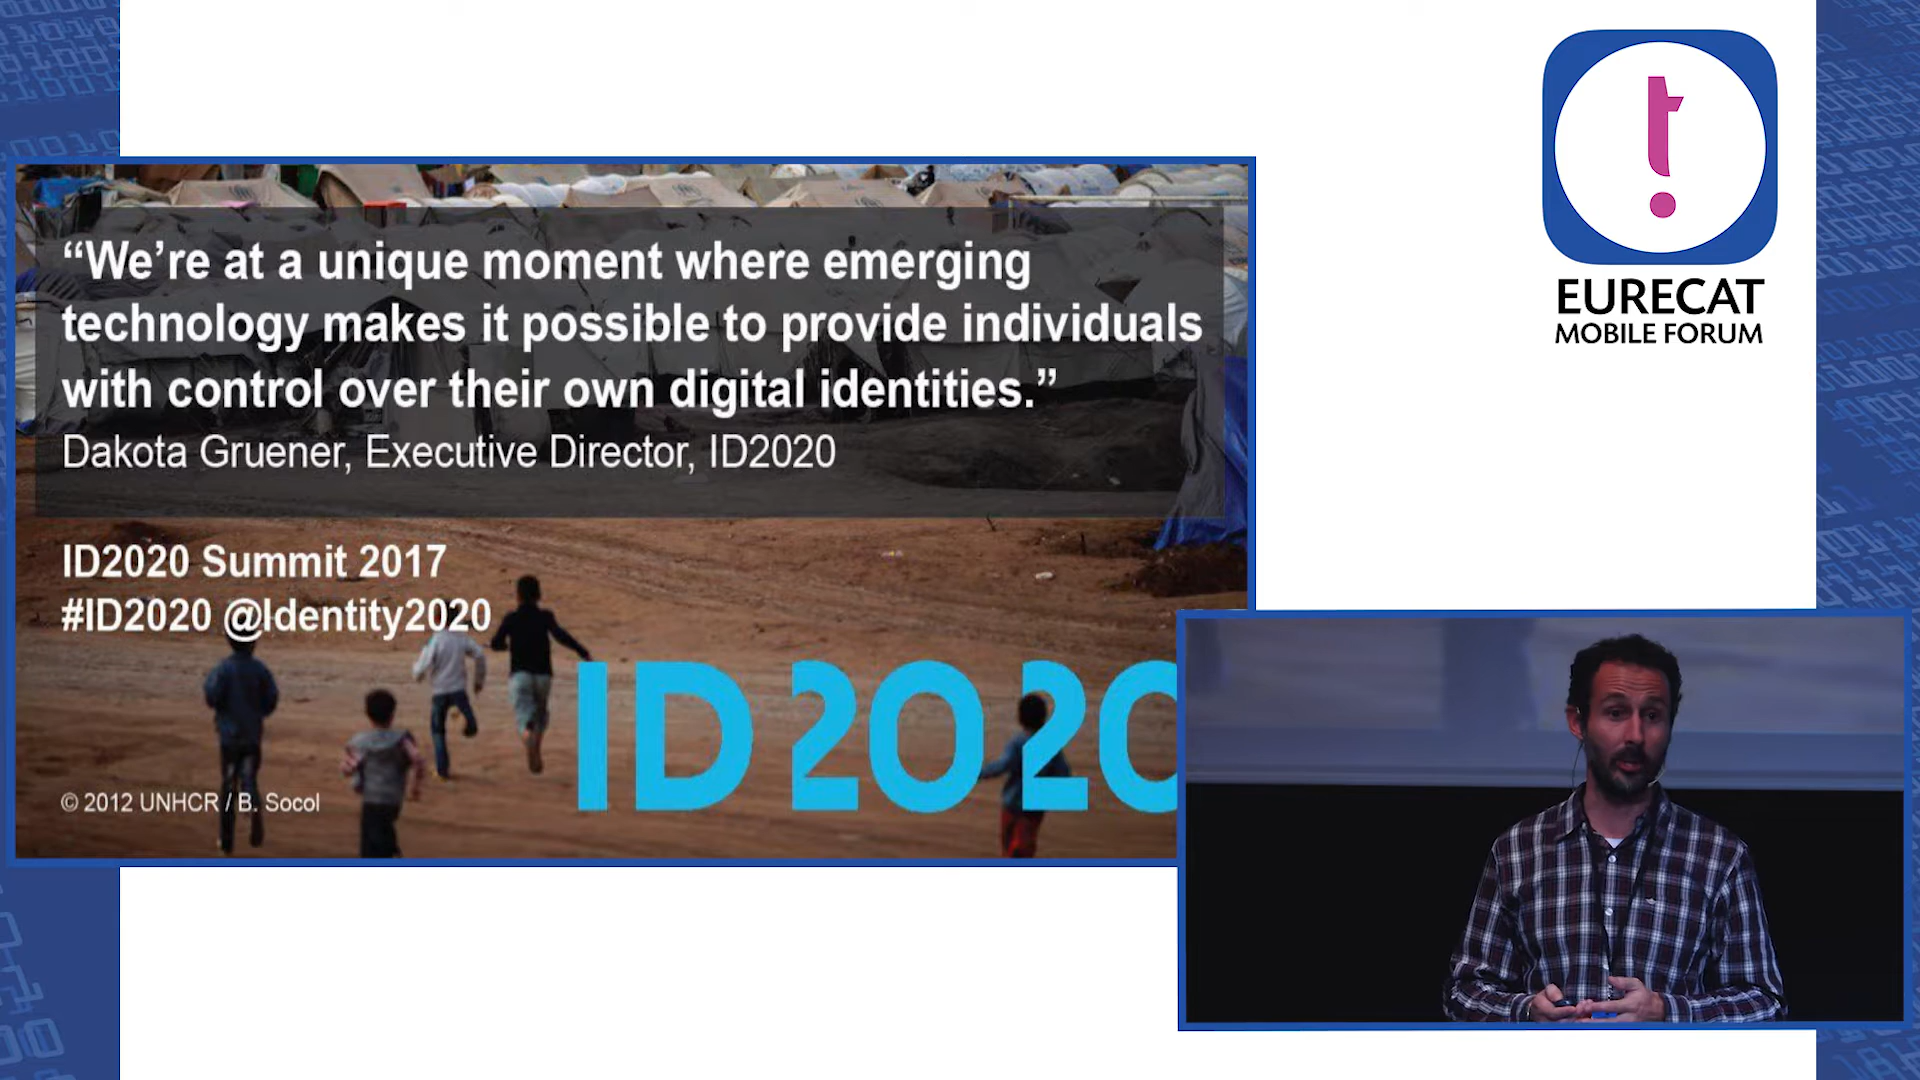 “We’re at a unique moment where emerging
technology makes it possible to provide individuals
with control over their own digital identities.”
Dakota Gruener, Executive Director, ID2020
ID2020 Summit 2017
#ID2020 @Identity2020
ID2020
© 2012 UNHCR / B. Socol
EURECAT
MOBILE FORUM